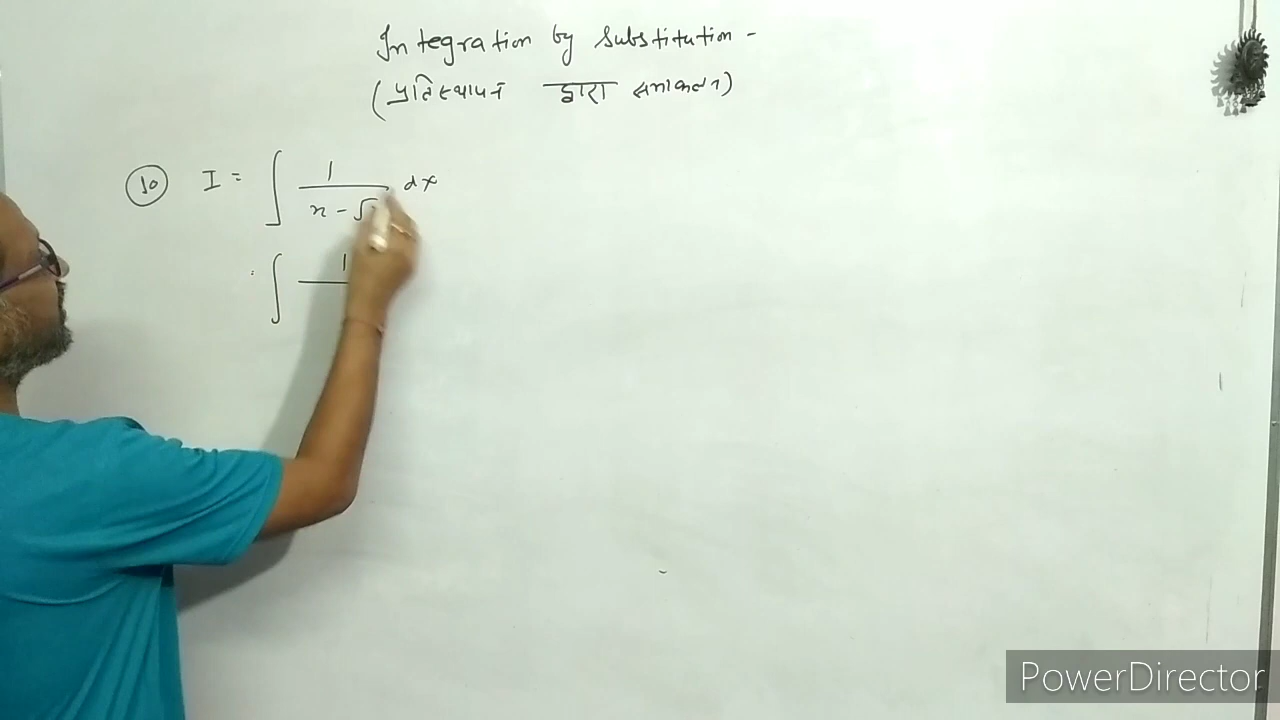 Integration by Substitution -
(प्रतिस्थापन द्वारा समाकलन)
10 I = ∫ 1/(x - √ dx
= ∫ 1
PowerDirector